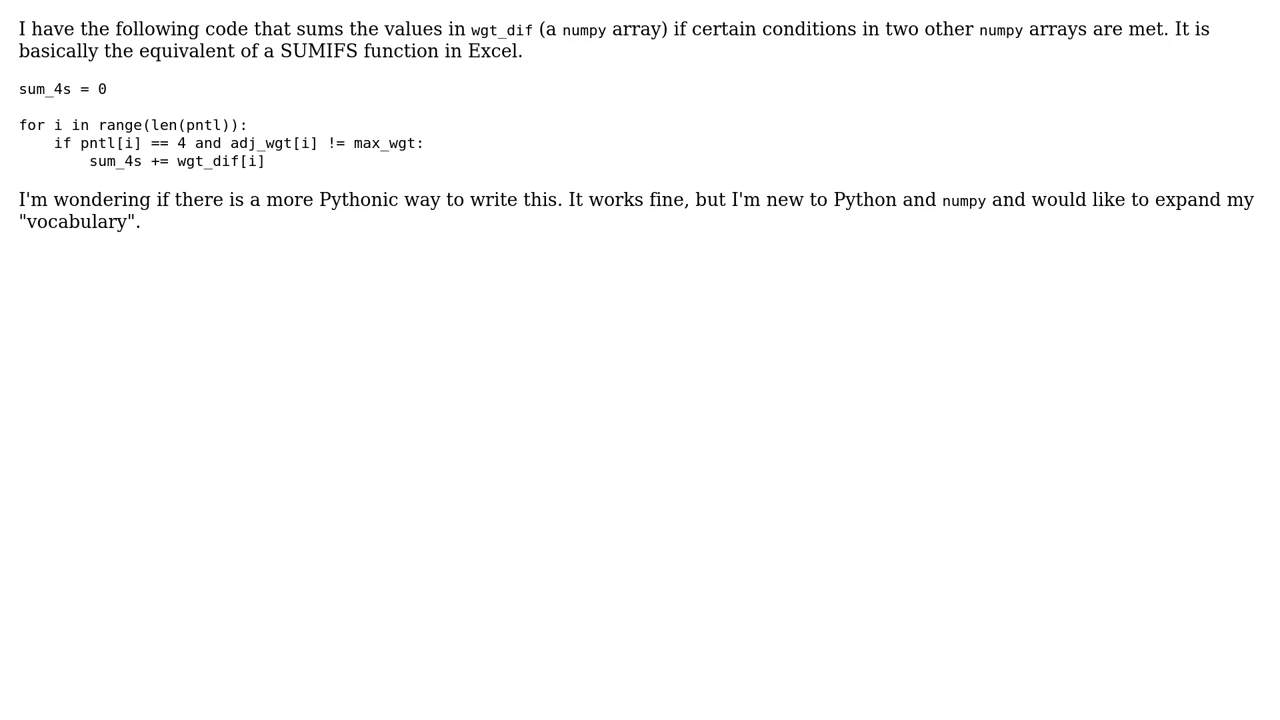 I have the following code that sums the values in wgt_dif (a numpy array) if certain conditions in two other numpy arrays are met. It is
basically the equivalent of a SUMIFS function in Excel.
sum_4s = 0
for i in range(len(pntl)):
    if pntl[i] == 4 and adj_wgt[i] != max_wgt:
        sum_4s += wgt_dif[i]
I'm wondering if there is a more Pythonic way to write this. It works fine, but I'm new to Python and numpy and would like to expand my
"vocabulary".